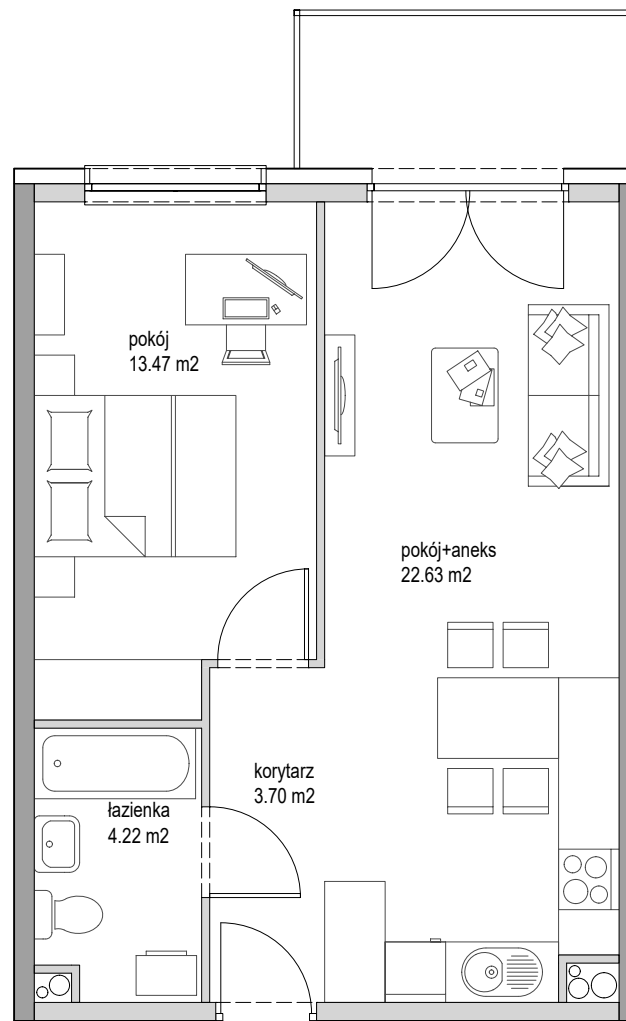 pokój
13.47 m2
pokój+aneks
22.63 m2
korytarz
3.70 m2
łazienka
4.22 m2